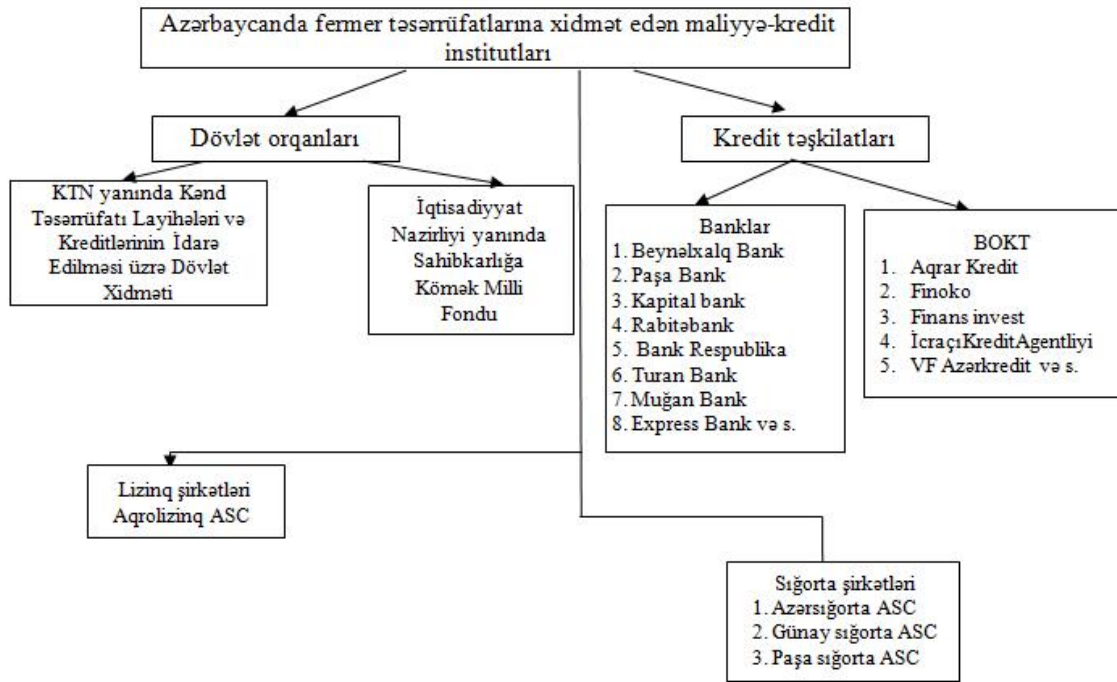 Azərbaycanda fermer təsərrüfatlarına xidmət edən maliyyə-kredit
institutları
Dövlət orqanları
Kredit təşkilatları
KTN yanında Kənd
Təsərrüfatı Layihələri və
Kreditlərinin İdarə
Edilməsi üzrə Dövlət
Xidməti
İqtisadiyyat
Nazirliyi yanında
Sahibkarlığa
Kömək Milli
Fondu
Banklar
1. Beynəlxalq Bank
2. Paşa Bank
3. Kapital bank
4. Rabitəbank
5. Bank Respublika
6. Turan Bank
7. Muğan Bank
8. Express Bank və s.
BOKT
1. Aqrar Kredit
2. Finoko
3. Finans invest
4. İcraçıKreditAgentliyi
5. VF Azərkredit və s.
Lizinq şirkətləri
Aqrolizinq ASC
Sığorta şirkətləri
1. Azərsığorta ASC
2. Günay sığorta ASC
3. Paşa sığorta ASC